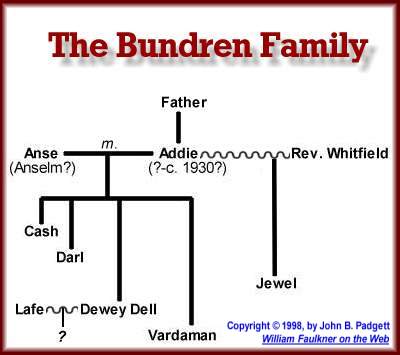 The Bundren Family
Father
m.
Anse Addie Rev. Whitfield
(Anselm?) (?-c. 1930?)
Cash
Darl
Jewel
Lafe Dewey Dell
? Vardaman
Copyright © 1998, by John B. Padgett
William Faulkner on the Web